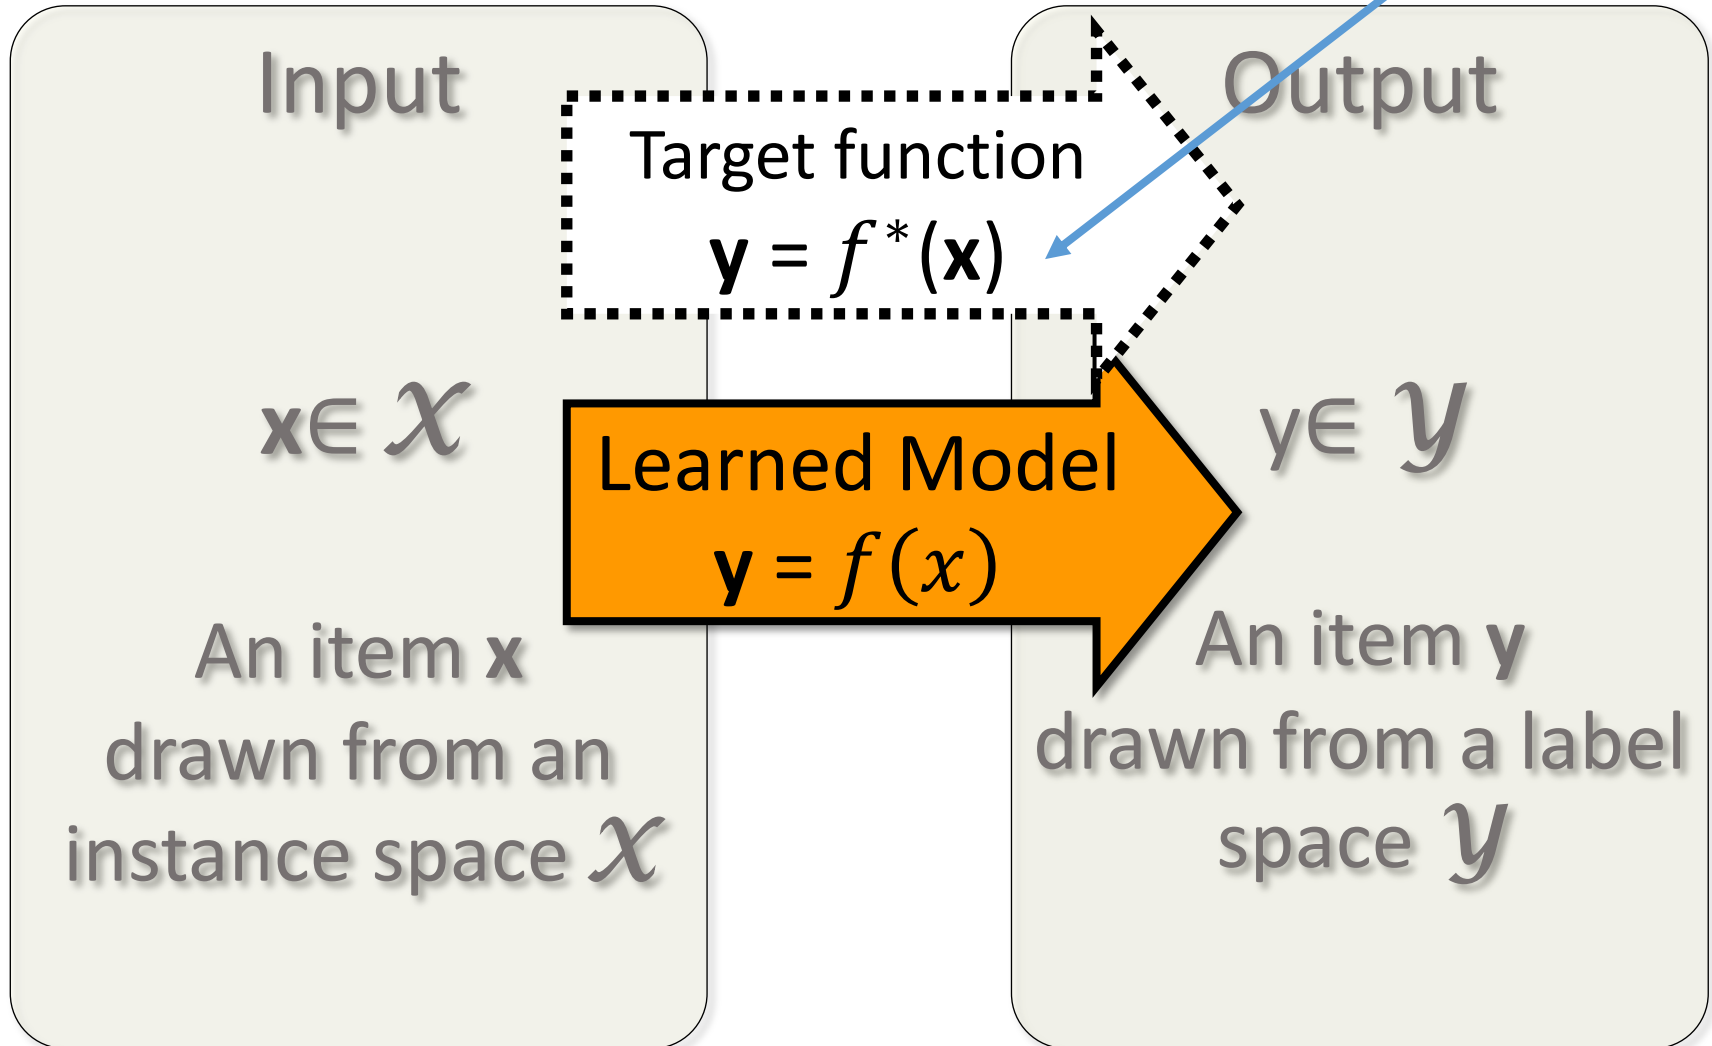 Input
x∈ 𝒳
An item x
drawn from an
instance space 𝒳
Target function
y = f*(x)
Learned Model
y = f(x)
Output
y∈ 𝒴
An item y
drawn from a label
space 𝒴